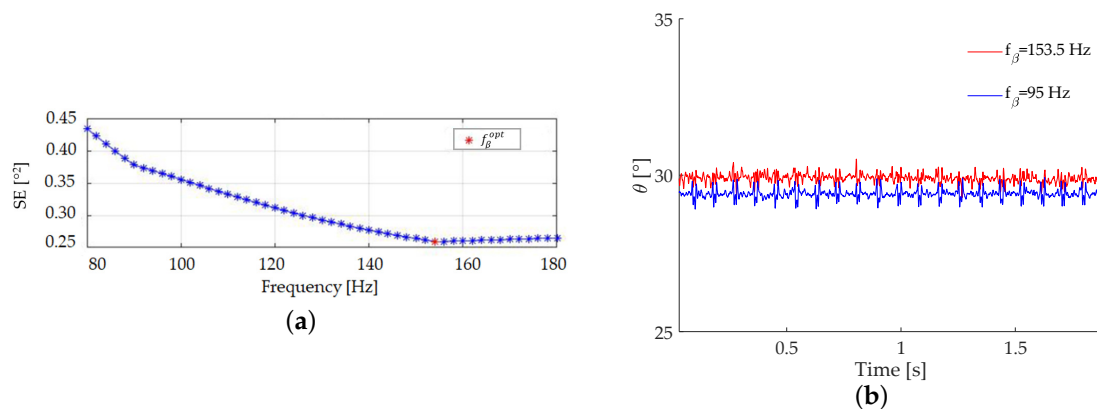 0.45
0.40
0.35
0.30
0.25
SE [°²]
f_β^opt
80 100 120 140 160 180
Frequency [Hz]
(a)
35
30
25
θ [°]
f_β=153.5 Hz
f_β=95 Hz
0.5 1 1.5
Time [s]
(b)